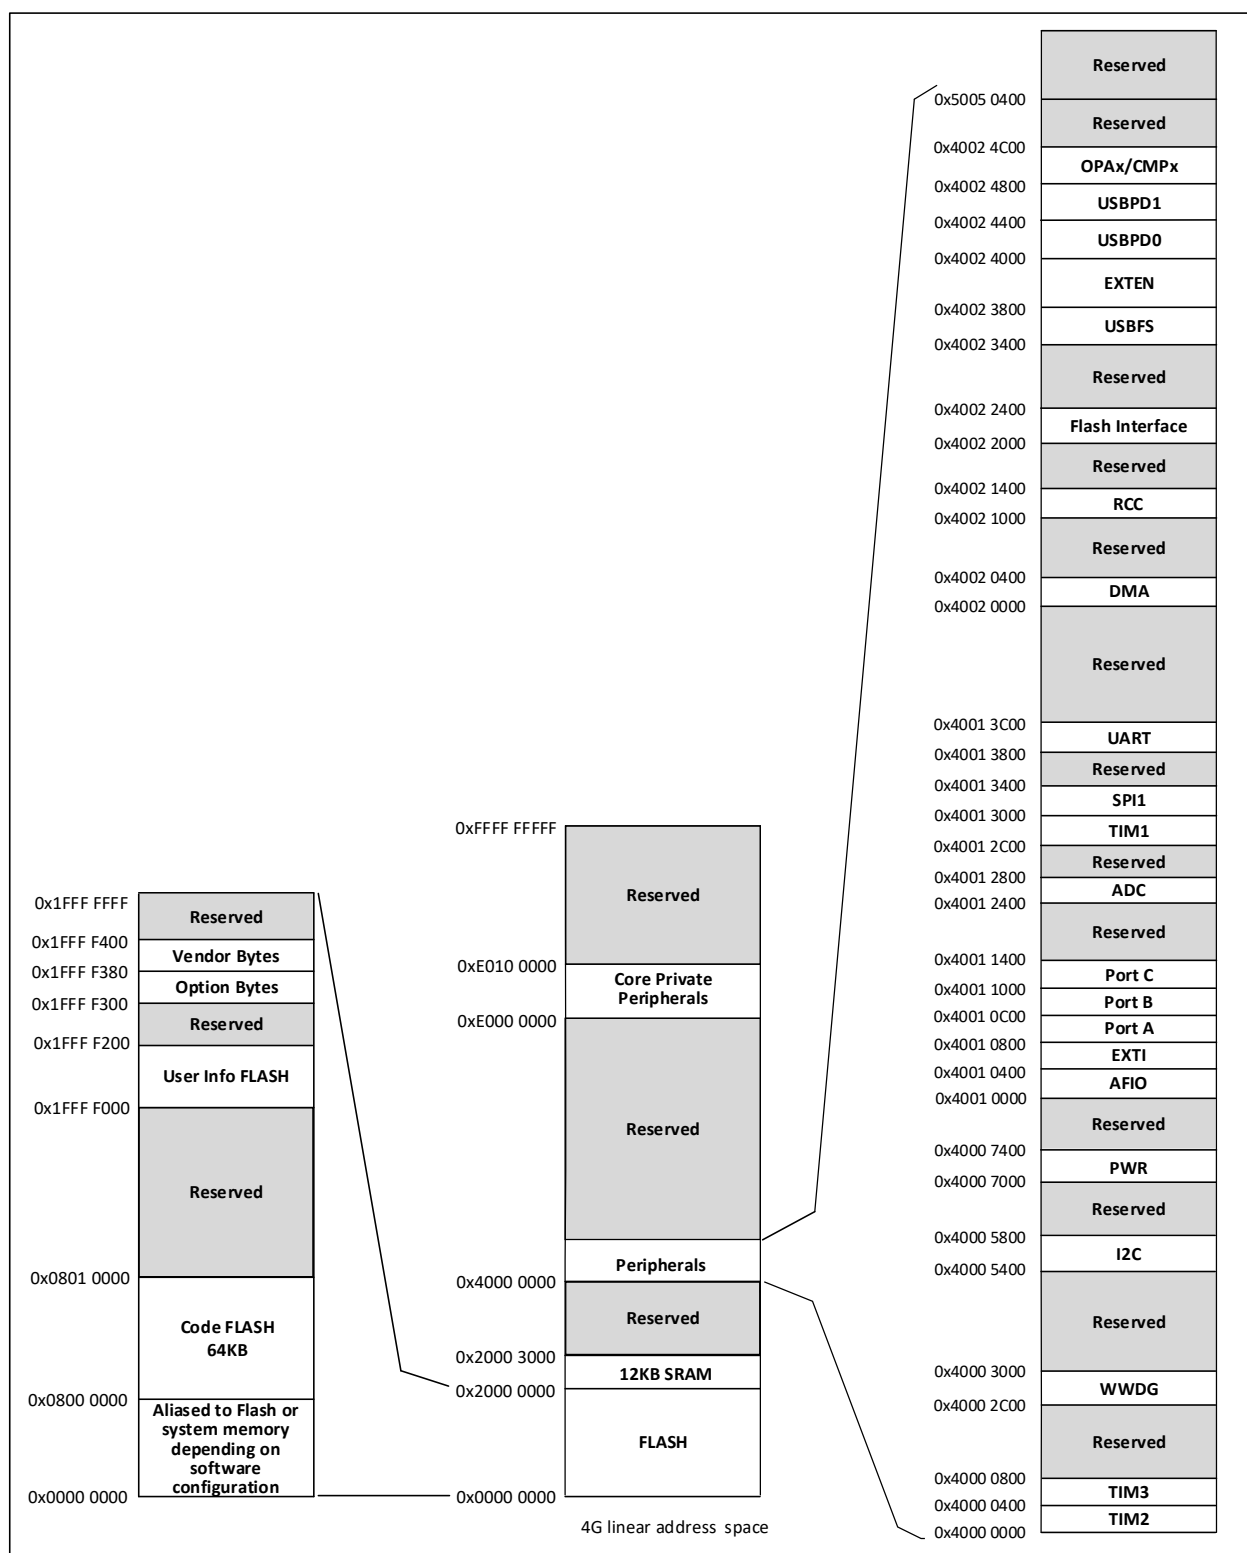 0x1FFF FFFF
Reserved
0x1FFF F400
Vendor Bytes
0x1FFF F380
Option Bytes
0x1FFF F300
Reserved
0x1FFF F200
User Info FLASH
0x1FFF F000
Reserved
0x0801 0000
Code FLASH
64KB
0x0800 0000
Aliased to Flash or
system memory
depending on
software
configuration
0x0000 0000
0xFFFF FFFFF
Reserved
0xE010 0000
Core Private
Peripherals
0xE000 0000
Reserved
Peripherals
0x4000 0000
Reserved
0x2000 3000
12KB SRAM
0x2000 0000
FLASH
0x0000 0000
4G linear address space
Reserved
0x5005 0400
Reserved
0x4002 4C00
OPAx/CMPx
0x4002 4800
USBPD1
0x4002 4400
USBPD0
0x4002 4000
EXTEN
0x4002 3800
USBFS
0x4002 3400
Reserved
0x4002 2400
Flash Interface
0x4002 2000
Reserved
0x4002 1400
RCC
0x4002 1000
Reserved
0x4002 0400
DMA
0x4002 0000
Reserved
0x4001 3C00
UART
0x4001 3800
Reserved
0x4001 3400
SPI1
0x4001 3000
TIM1
0x4001 2C00
Reserved
0x4001 2800
ADC
0x4001 2400
Reserved
0x4001 1400
Port C
0x4001 1000
Port B
0x4001 0C00
Port A
0x4001 0800
EXTI
0x4001 0400
AFIO
0x4001 0000
Reserved
0x4000 7400
PWR
0x4000 7000
Reserved
0x4000 5800
I2C
0x4000 5400
Reserved
0x4000 3000
WWDG
0x4000 2C00
Reserved
0x4000 0800
TIM3
0x4000 0400
TIM2
0x4000 0000